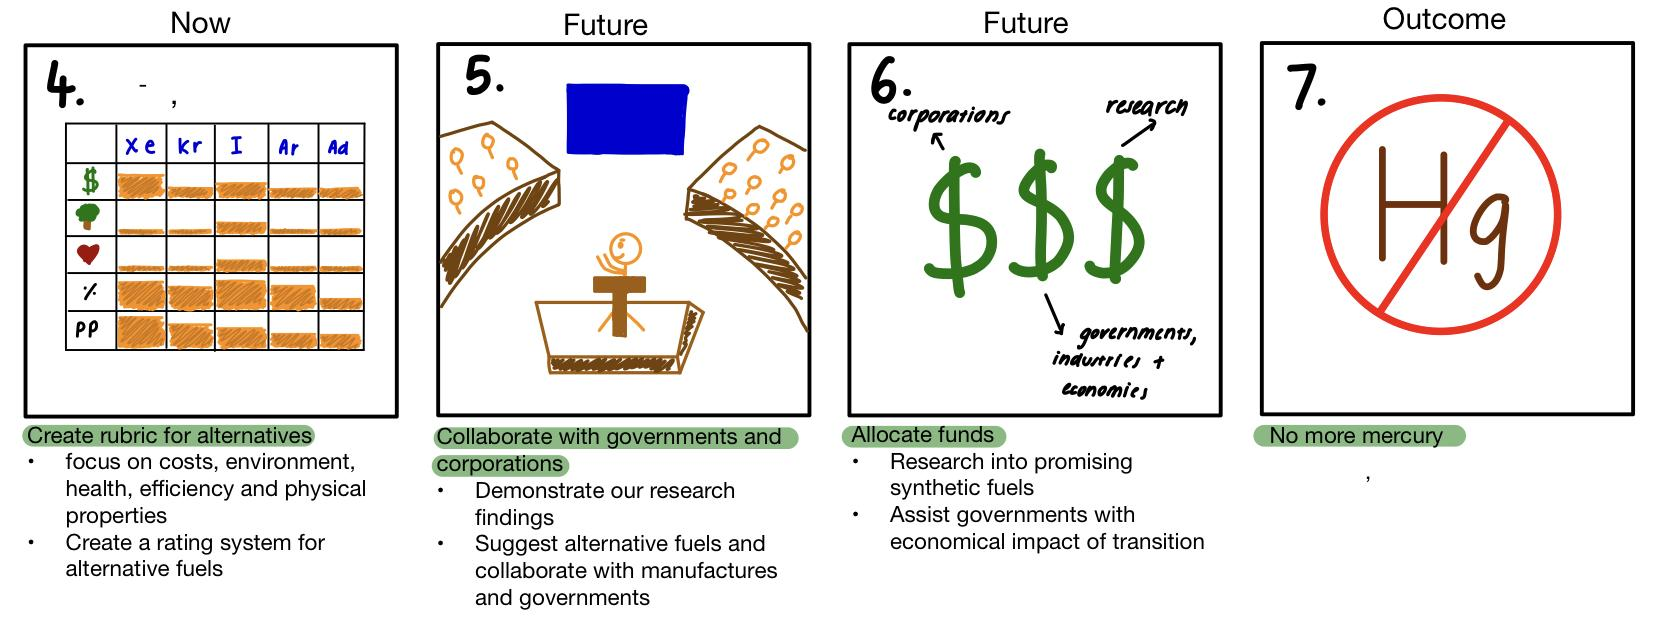 Now
4.
- ,
Xe Kr I Ar Ad
$
%
PP
Create rubric for alternatives
• focus on costs, environment,
health, efficiency and physical
properties
• Create a rating system for
alternative fuels
Future
5.
Collaborate with governments and
corporations
• Demonstrate our research
findings
• Suggest alternative fuels and
collaborate with manufactures
and governments
Future
6.
corporations
research
$ $ $
governments,
industries +
economies
Allocate funds
• Research into promising
synthetic fuels
• Assist governments with
economical impact of transition
Outcome
7.
Hg
No more mercury
,